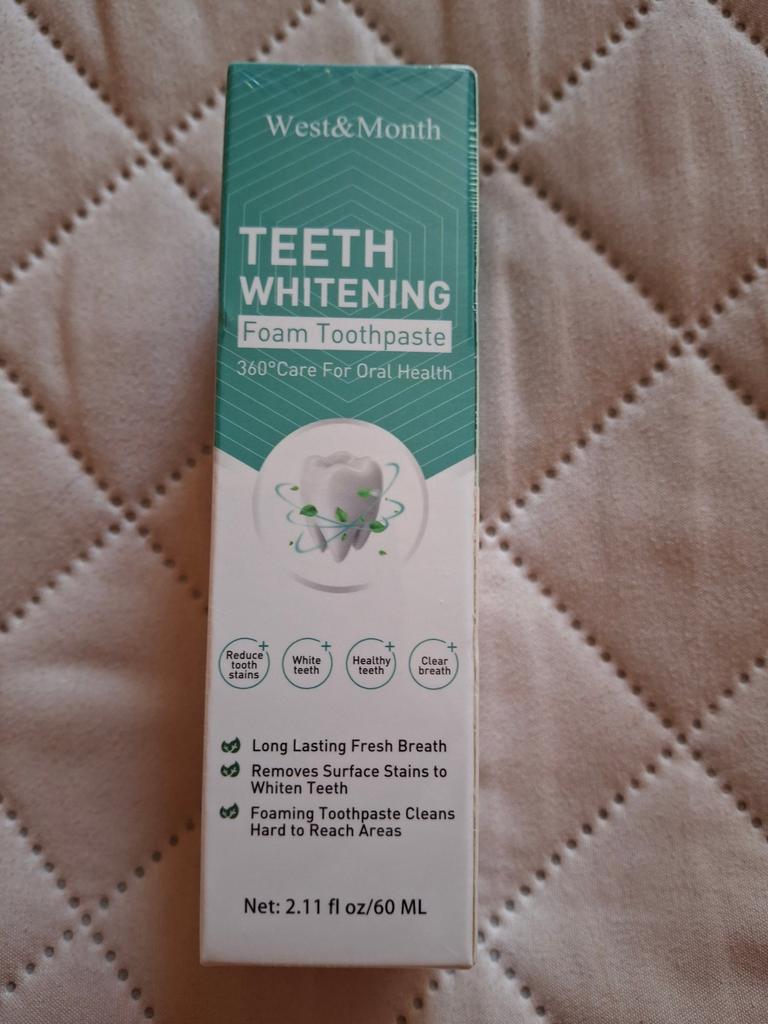 West&Month
TEETH
WHITENING
Foam Toothpaste
360°Care For Oral Health
Reduce
tooth
stains
White
teeth
Healthy
teeth
Clear
breath
Long Lasting Fresh Breath
Removes Surface Stains to
Whiten Teeth
Foaming Toothpaste Cleans
Hard to Reach Areas
Net: 2.11 fl oz/60 ML